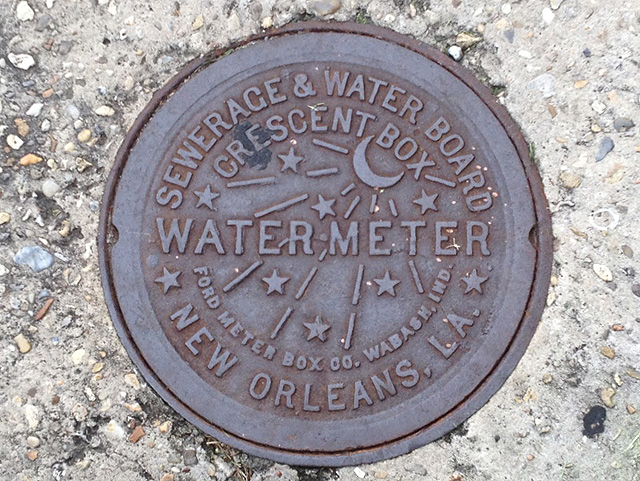 SEWERAGE & WATER BOARD
CRESCENT BOX
WATER METER
FORD METER BOX CO. WABASH, IND.
NEW ORLEANS, LA.